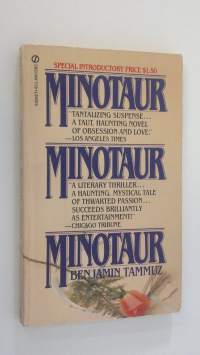 SPECIAL INTRODUCTORY PRICE $1.50
MINOTAUR
"TANTALIZING SUSPENSE...
A TAUT, HAUNTING NOVEL
OF OBSESSION AND LOVE."
—LOS ANGELES TIMES
MINOTAUR
"A LITERARY THRILLER...
A HAUNTING, MYSTICAL TALE
OF THWARTED PASSION...
SUCCEEDS BRILLIANTLY
AS ENTERTAINMENT!"
—CHICAGO TRIBUNE
MINOTAUR
BENJAMIN TAMMUZ